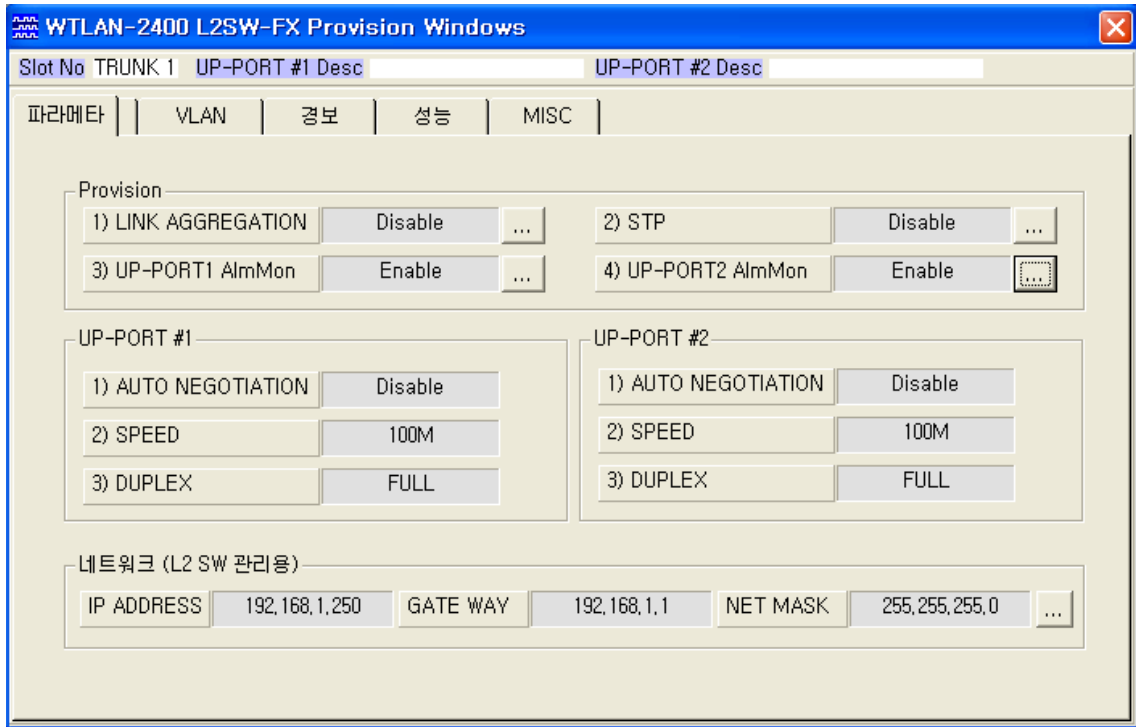 WTLAN-2400 L2SW-FX Provision Windows
Slot No TRUNK 1 UP-PORT #1 Desc UP-PORT #2 Desc
파라메타 VLAN 경보 성능 MISC
Provision
1) LINK AGGREGATION Disable ... 2) STP Disable ...
3) UP-PORT1 AlmMon Enable ... 4) UP-PORT2 AlmMon Enable ...
UP-PORT #1 UP-PORT #2
1) AUTO NEGOTIATION Disable 1) AUTO NEGOTIATION Disable
2) SPEED 100M 2) SPEED 100M
3) DUPLEX FULL 3) DUPLEX FULL
네트워크 (L2 SW 관리용)
IP ADDRESS 192,168,1,250 GATE WAY 192,168,1,1 NET MASK 255,255,255,0 ...